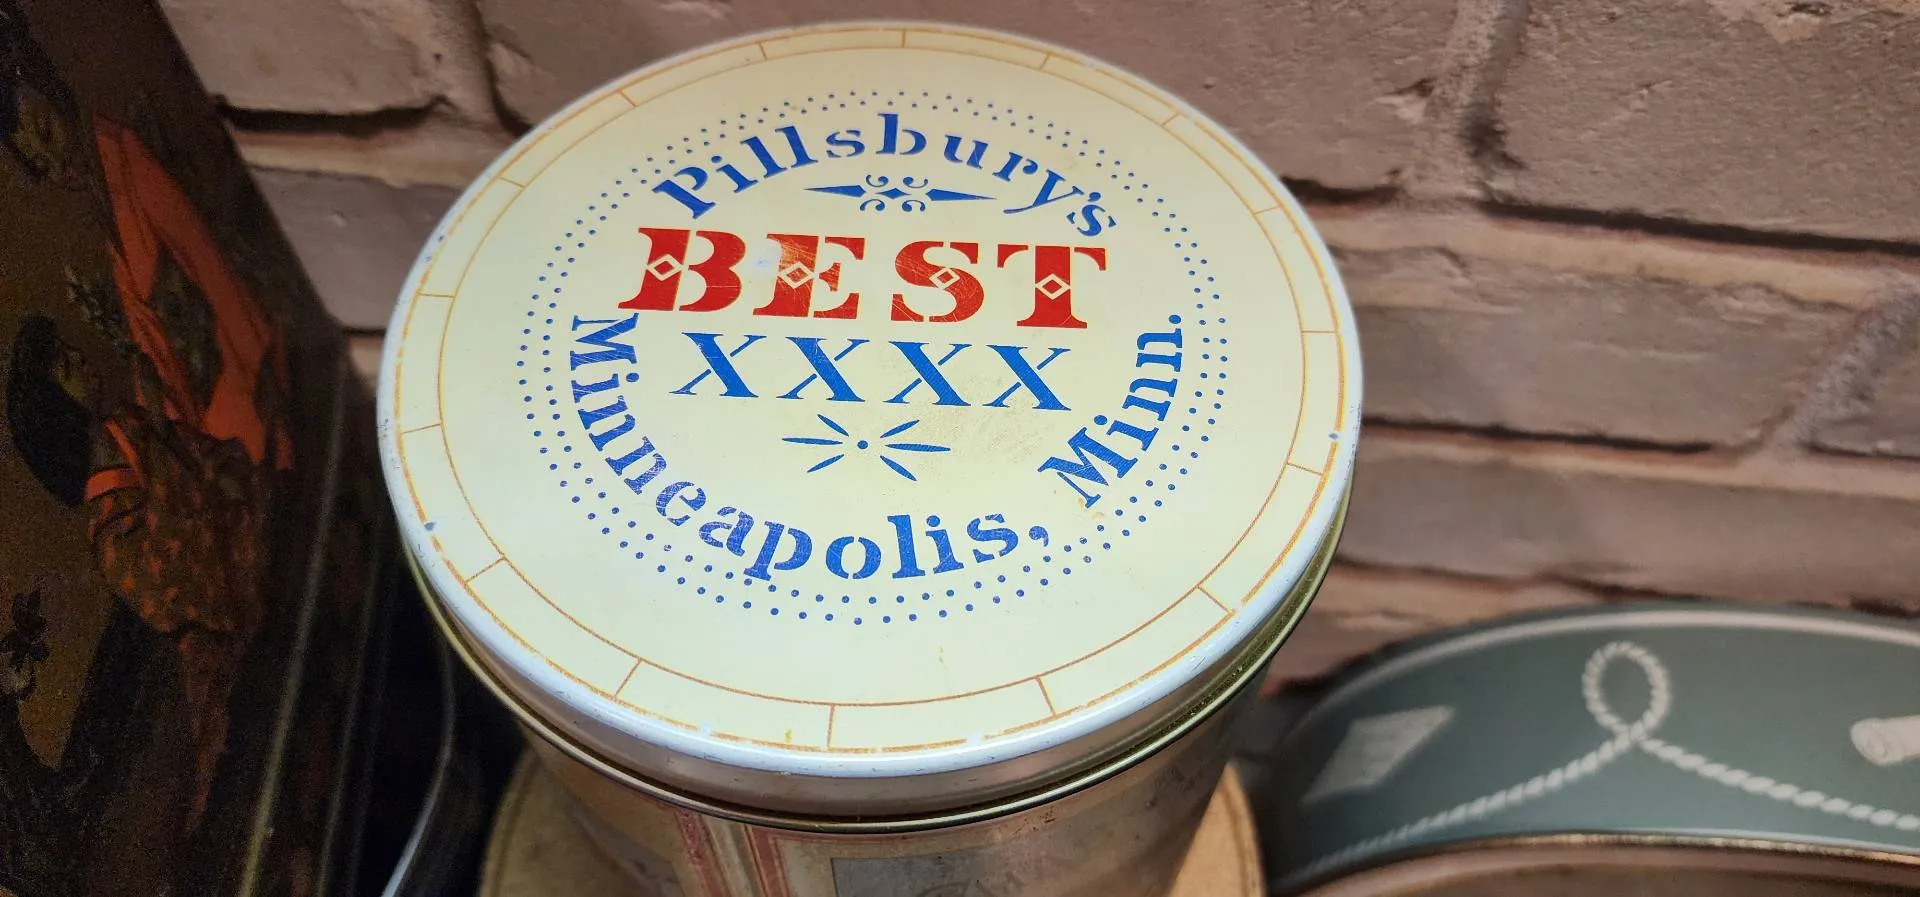 Pillsbury's
BEST
XXXX
Minneapolis, Minn.